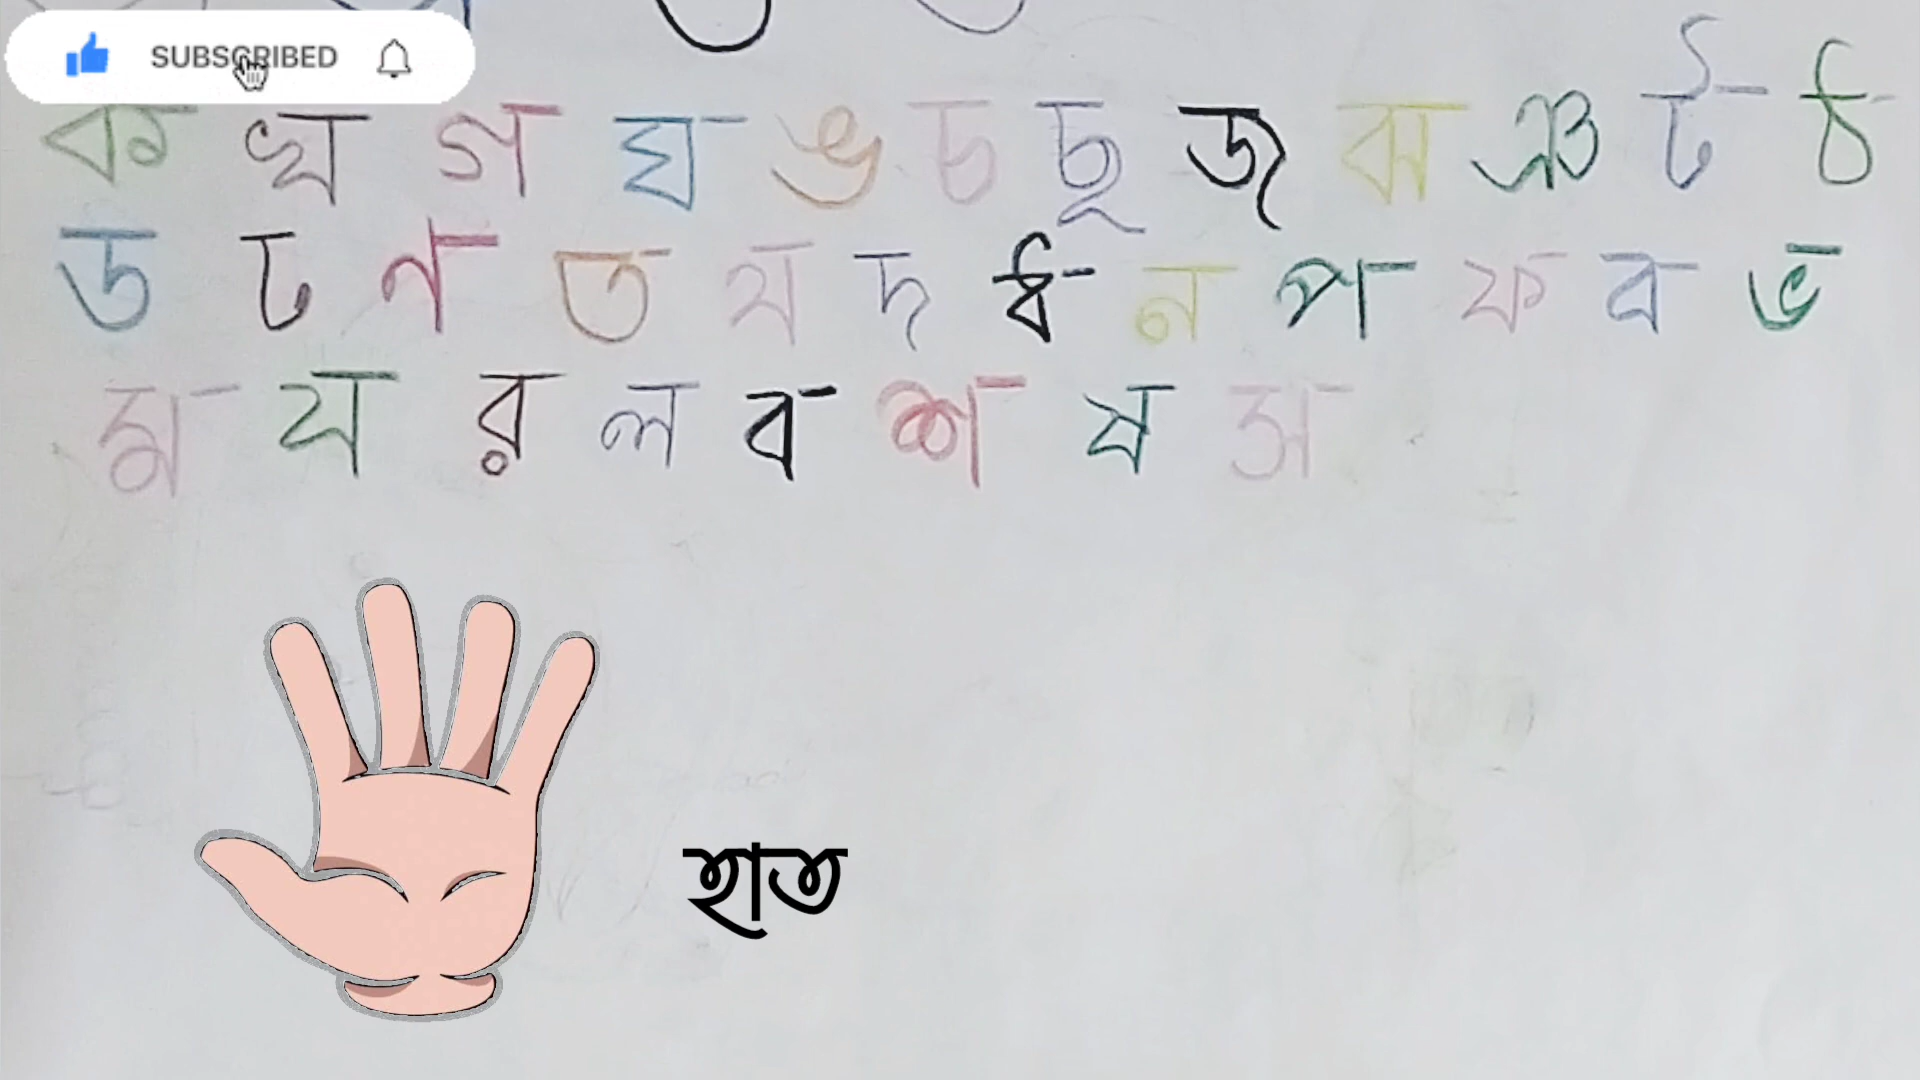 SUBSCRIBED
ক খ গ ঘ ঙ চ ছ জ ঝ ঞ ট ঠ
ড ঢ ণ ত থ দ ধ ন প ফ ব ভ
ম য র ল ব শ ষ স
হাত